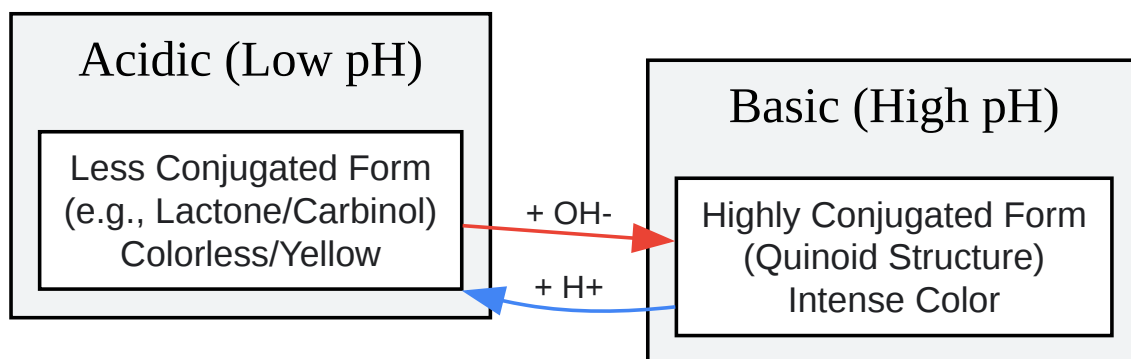 Acidic (Low pH)
Less Conjugated Form
(e.g., Lactone/Carbinol)
Colorless/Yellow
+ OH-
+ H+
Basic (High pH)
Highly Conjugated Form
(Quinoid Structure)
Intense Color